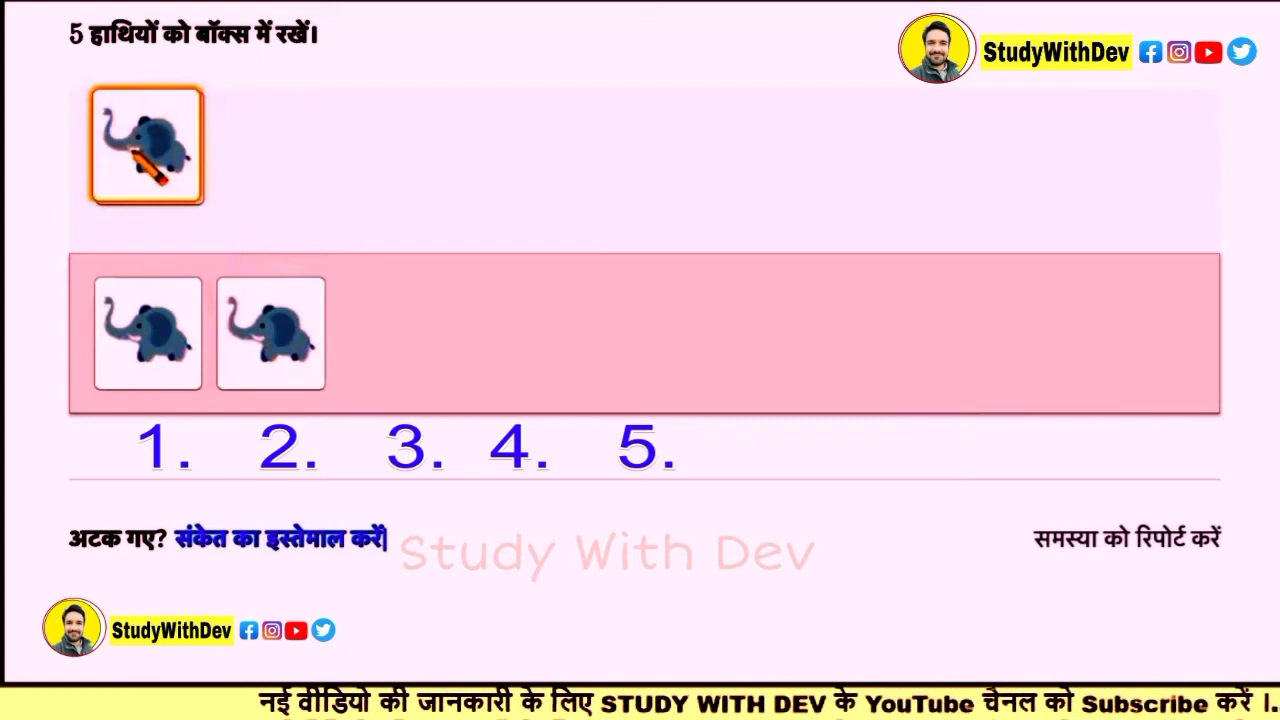 5 हाथियों को बॉक्स में रखें।
StudyWithDev
1. 2. 3. 4. 5.
अटक गए? संकेत का इस्तेमाल करें|
समस्या को रिपोर्ट करें
Study With Dev
StudyWithDev
नई वीडियो की जानकारी के लिए STUDY WITH DEV के YouTube चैनल को Subscribe करें ।.